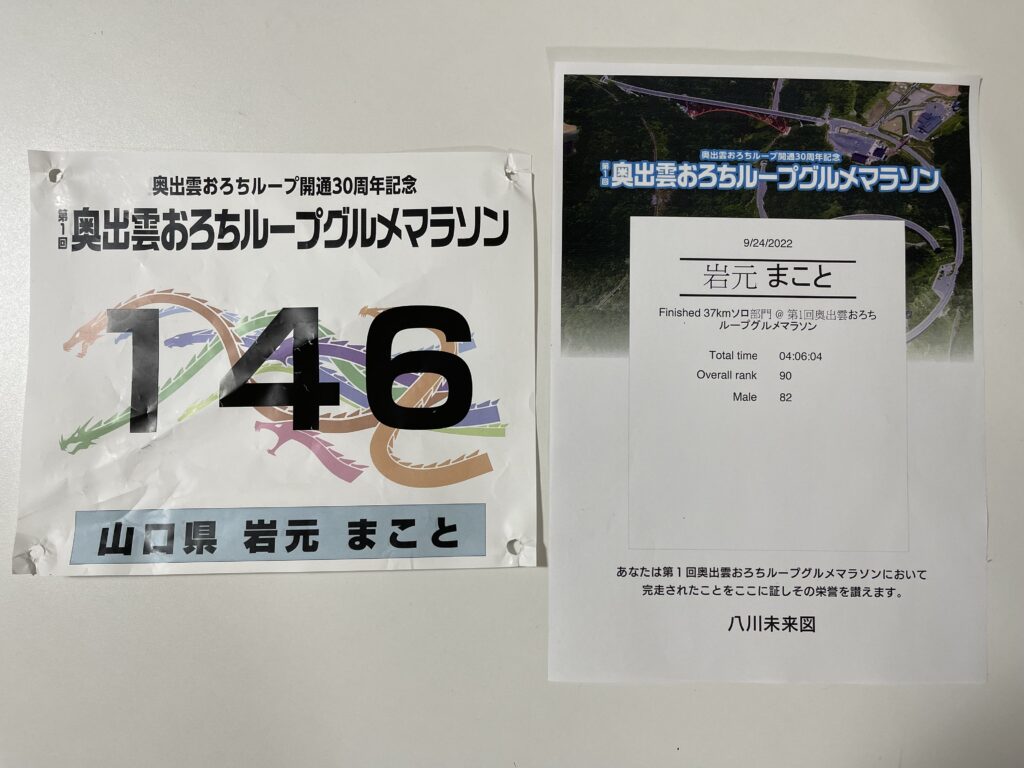 奥出雲おろちループ開通30周年記念
第1回 奥出雲おろちループグルメマラソン
146
山口県 岩元 まこと
奥出雲おろちループ開通30周年記念
第1回 奥出雲おろちループグルメマラソン
9/24/2022
岩元 まこと
Finished 37kmソロ部門 @ 第1回奥出雲おろち
ループグルメマラソン
Total time 04:06:04
Overall rank 90
Male 82
あなたは第1回奥出雲おろちループグルメマラソンにおいて
完走されたことをここに証しその栄誉を讃えます。
八川未来図